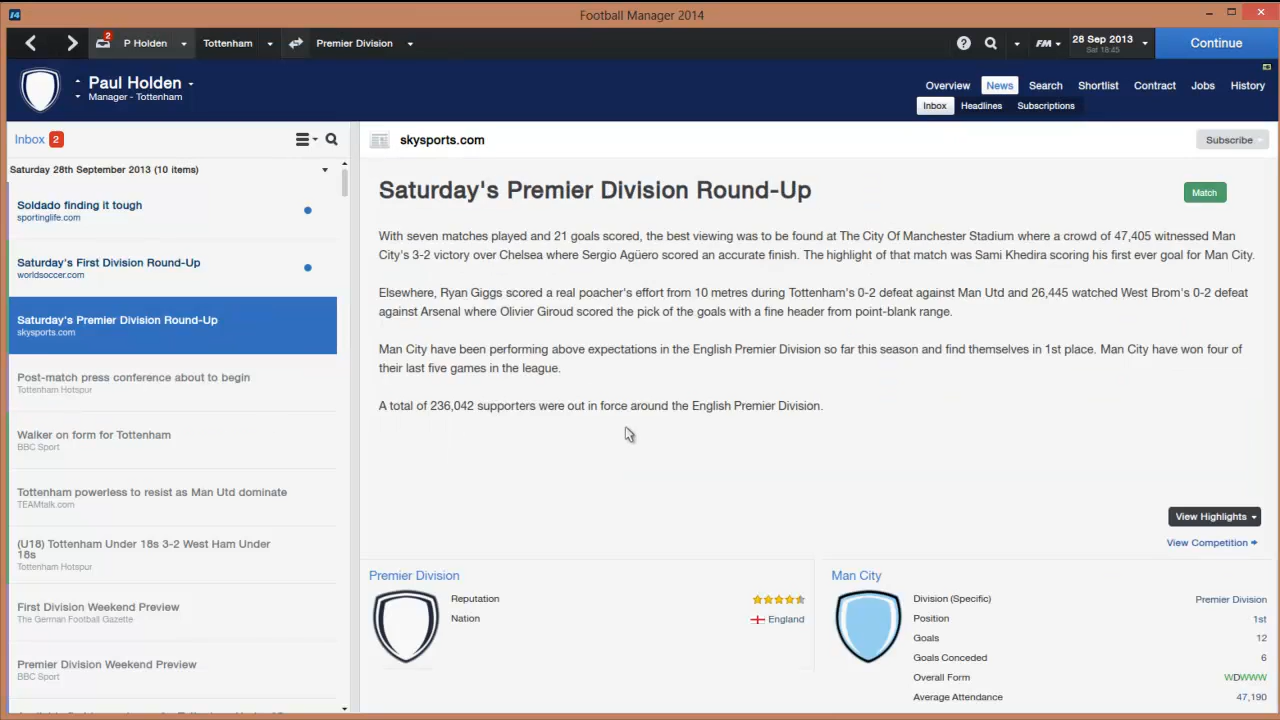 Football Manager 2014
2 P Holden Tottenham Premier Division FM 28 Sep 2013 Continue
Sat 18:45
Paul Holden
Manager - Tottenham
Overview News Search Shortlist Contract Jobs History
Inbox Headlines Subscriptions
Inbox 2
Saturday 28th September 2013 (10 items)
Soldado finding it tough
sportinglife.com
Saturday's First Division Round-Up
worldsoccer.com
Saturday's Premier Division Round-Up
skysports.com
Post-match press conference about to begin
Tottenham Hotspur
Walker on form for Tottenham
BBC Sport
Tottenham powerless to resist as Man Utd dominate
TEAMtalk.com
(U18) Tottenham Under 18s 3-2 West Ham Under
18s
Tottenham Hotspur
First Division Weekend Preview
The German Football Gazette
Premier Division Weekend Preview
BBC Sport
skysports.com Subscribe
Saturday's Premier Division Round-Up Match
With seven matches played and 21 goals scored, the best viewing was to be found at The City Of Manchester Stadium where a crowd of 47,405 witnessed Man
City's 3-2 victory over Chelsea where Sergio Agüero scored an accurate finish. The highlight of that match was Sami Khedira scoring his first ever goal for Man City.
Elsewhere, Ryan Giggs scored a real poacher's effort from 10 metres during Tottenham's 0-2 defeat against Man Utd and 26,445 watched West Brom's 0-2 defeat
against Arsenal where Olivier Giroud scored the pick of the goals with a fine header from point-blank range.
Man City have been performing above expectations in the English Premier Division so far this season and find themselves in 1st place. Man City have won four of
their last five games in the league.
A total of 236,042 supporters were out in force around the English Premier Division.
View Highlights
View Competition
Premier Division
Reputation
Nation England
Man City
Division (Specific) Premier Division
Position 1st
Goals 12
Goals Conceded 6
Overall Form WDWWW
Average Attendance 47,190